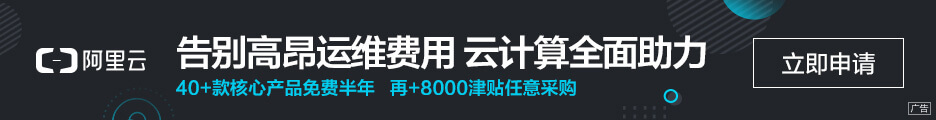 阿里云
告别高昂运维费用 云计算全面助力
40+款核心产品免费半年 再+8000津贴任意采购
立即申请
广告